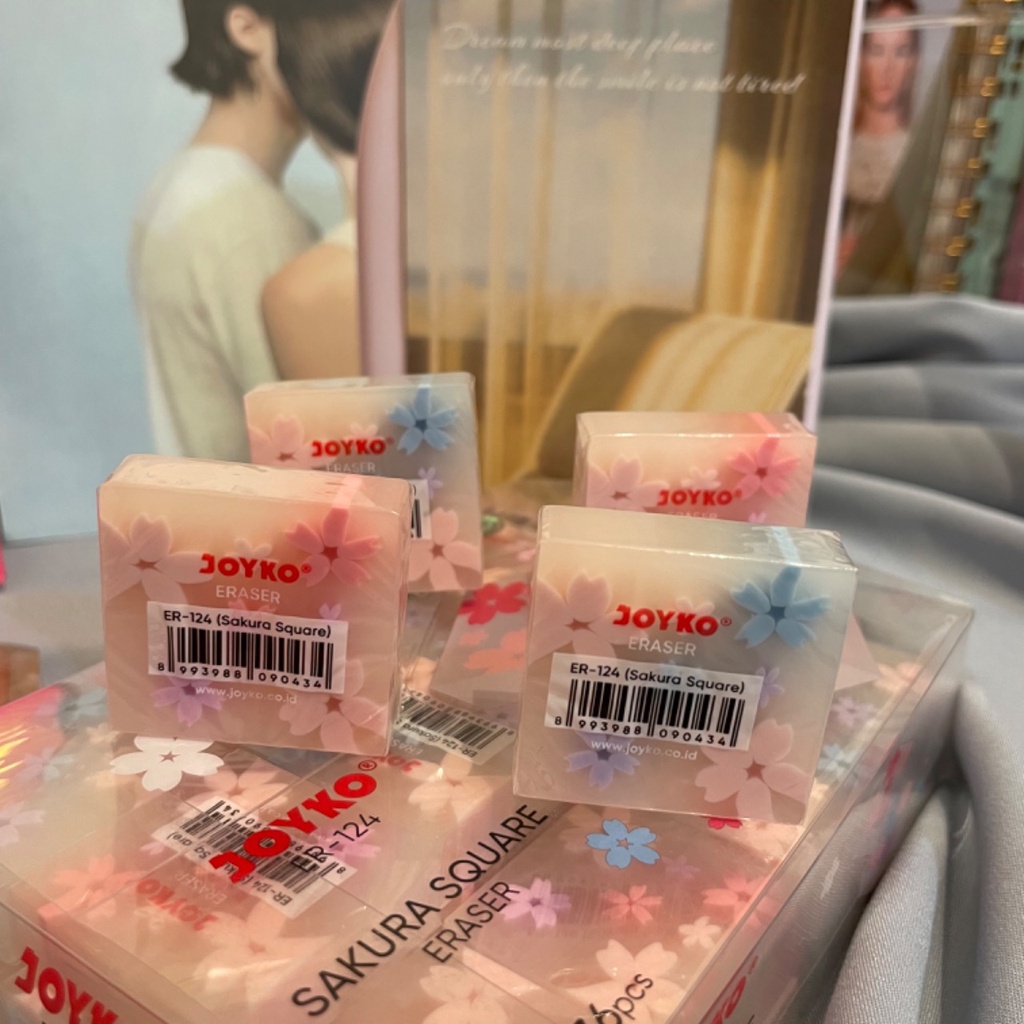 Dream most deep place
only then the smile is not tired
JOYKO®
ERASER
JOYKO®
JOYKO®
ERASER
ER-124 (Sakura Square)
8 993988 090434
www.joyko.co.id
JOYKO®
ERASER
ER-124 (Sakura Square)
8 993988 090434
www.joyko.co.id
JOYKO®
ER-124
SAKURA SQUARE
ERASER
JOYKO